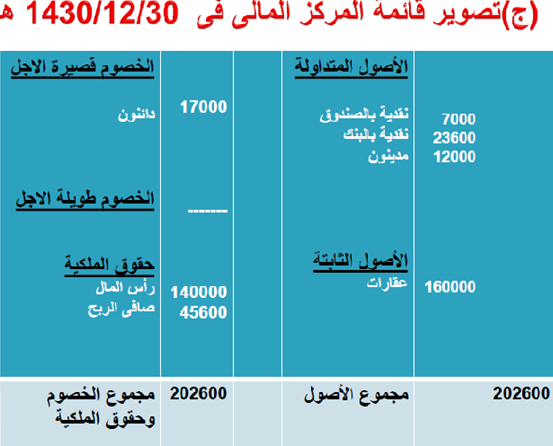 (ج)تصوير قائمة المركز المالى فى 1430/12/30 هـ
الأصول المتداولة
نقدية بالصندوق 7000
نقدية بالبنك 23600
مدينون 12000
الأصول الثابتة
عقارات 160000
مجموع الأصول 202600
الخصوم قصيرة الاجل
دائنون 17000
الخصوم طويلة الاجل -------
حقوق الملكية
رأس المال 140000
صافى الربح 45600
مجموع الخصوم 202600
وحقوق الملكية